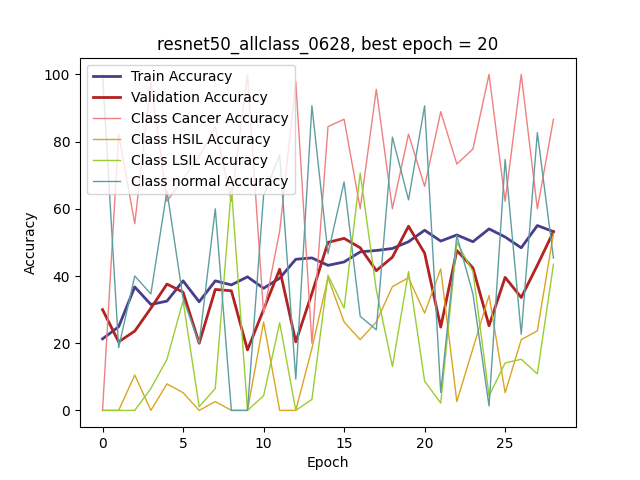 resnet50_allclass_0628, best epoch = 20
100
80
60
40
20
0
Accuracy
Train Accuracy
Validation Accuracy
Class Cancer Accuracy
Class HSIL Accuracy
Class LSIL Accuracy
Class normal Accuracy
0 5 10 15 20 25
Epoch